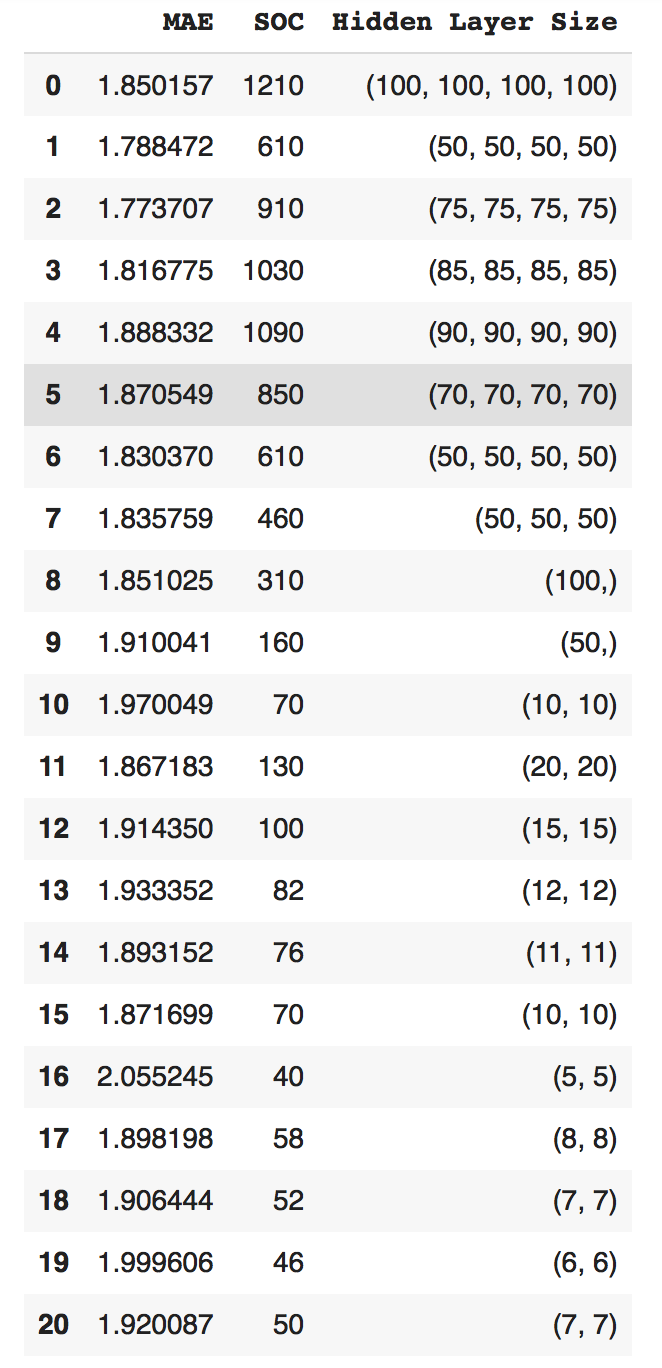 MAE SOC Hidden Layer Size
0 1.850157 1210 (100, 100, 100, 100)
1 1.788472 610 (50, 50, 50, 50)
2 1.773707 910 (75, 75, 75, 75)
3 1.816775 1030 (85, 85, 85, 85)
4 1.888332 1090 (90, 90, 90, 90)
5 1.870549 850 (70, 70, 70, 70)
6 1.830370 610 (50, 50, 50, 50)
7 1.835759 460 (50, 50, 50)
8 1.851025 310 (100,)
9 1.910041 160 (50,)
10 1.970049 70 (10, 10)
11 1.867183 130 (20, 20)
12 1.914350 100 (15, 15)
13 1.933352 82 (12, 12)
14 1.893152 76 (11, 11)
15 1.871699 70 (10, 10)
16 2.055245 40 (5, 5)
17 1.898198 58 (8, 8)
18 1.906444 52 (7, 7)
19 1.999606 46 (6, 6)
20 1.920087 50 (7, 7)